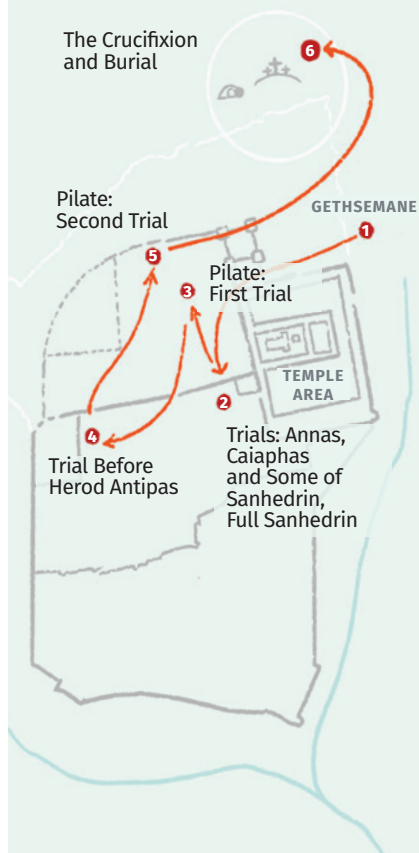 The Crucifixion
and Burial
6
Pilate:
Second Trial
GETHSEMANE
1
5
Pilate:
First Trial
3
TEMPLE
AREA
2
Trials: Annas,
Caiaphas
and Some of
Sanhedrin,
Full Sanhedrin
4
Trial Before
Herod Antipas